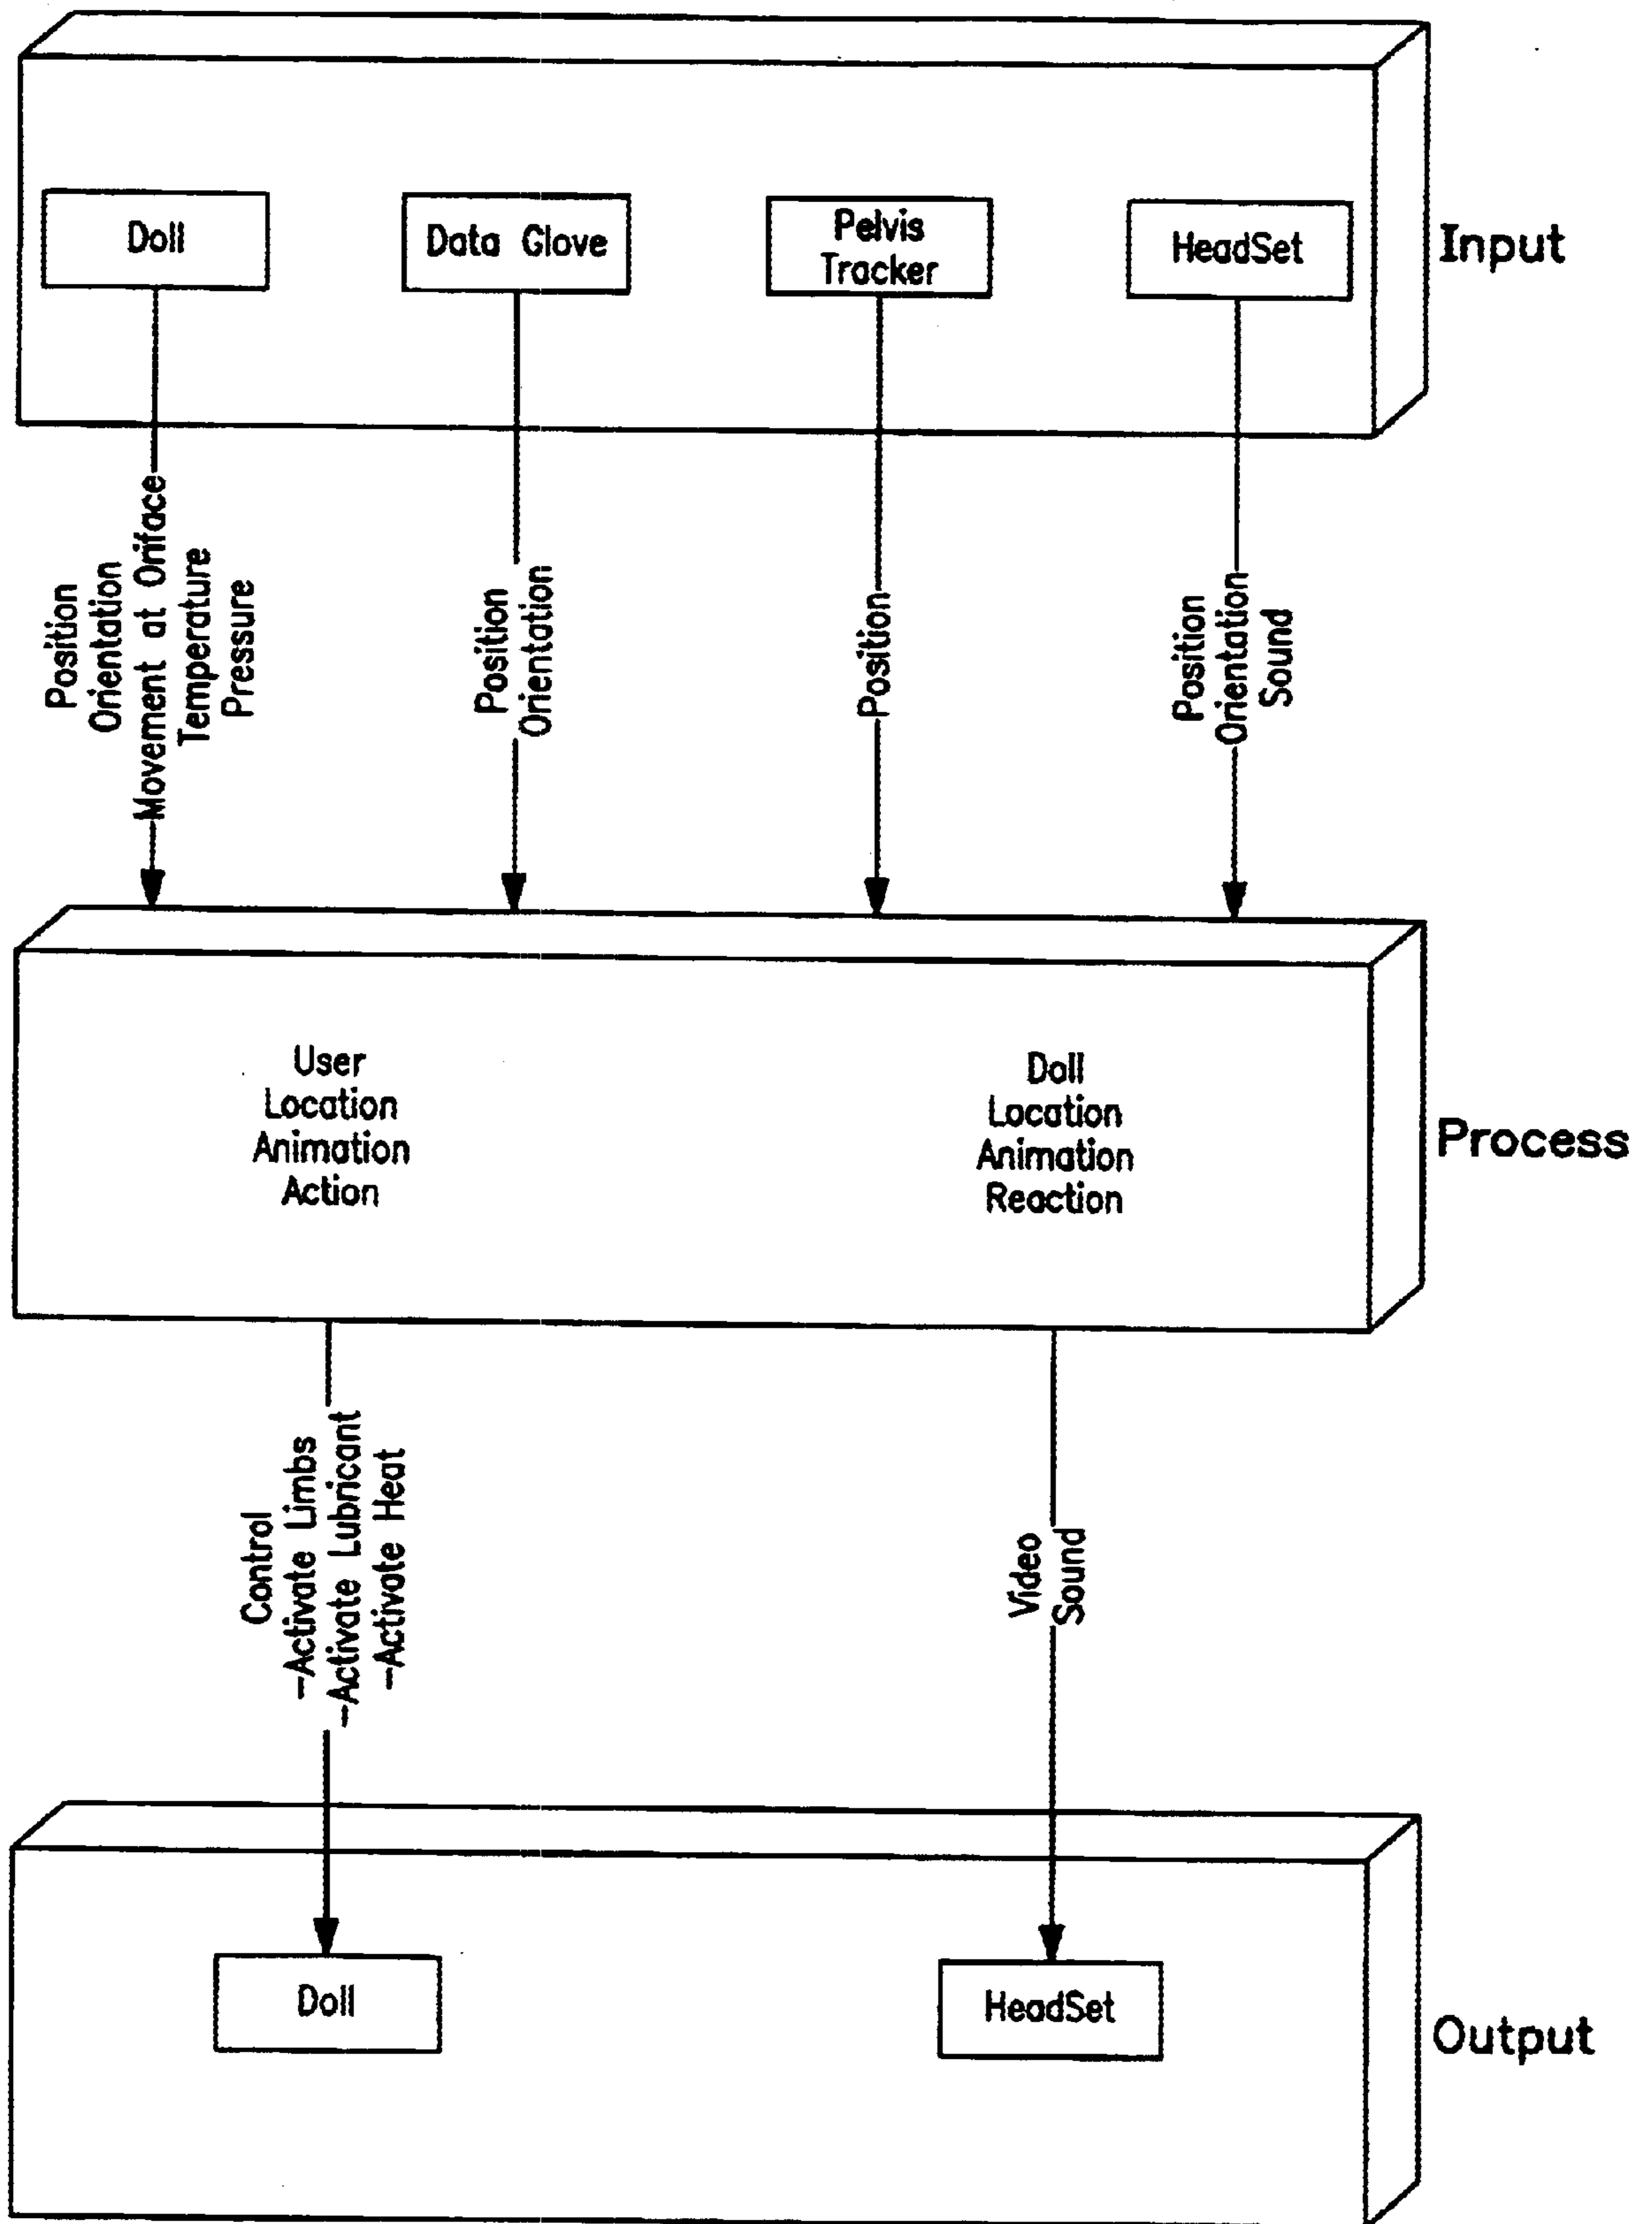 Doll
Data Glove
Pelvis
Tracker
HeadSet
Input
Position
Orientation
Movement at Oriface
Temperature
Pressure
Position
Orientation
Position
Position
Orientation
Sound
User
Location
Animation
Action
Doll
Location
Animation
Reaction
Process
Control
-Activate Limbs
-Activate Lubricant
-Activate Heat
Video
Sound
Doll
HeadSet
Output